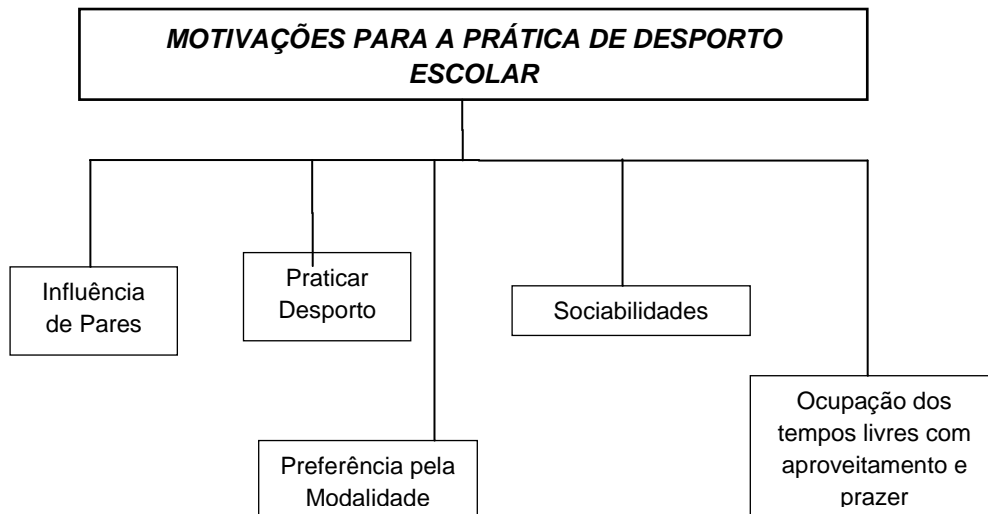 MOTIVAÇÕES PARA A PRÁTICA DE DESPORTO
ESCOLAR
Influência
de Pares
Praticar
Desporto
Sociabilidades
Preferência pela
Modalidade
Ocupação dos
tempos livres com
aproveitamento e
prazer